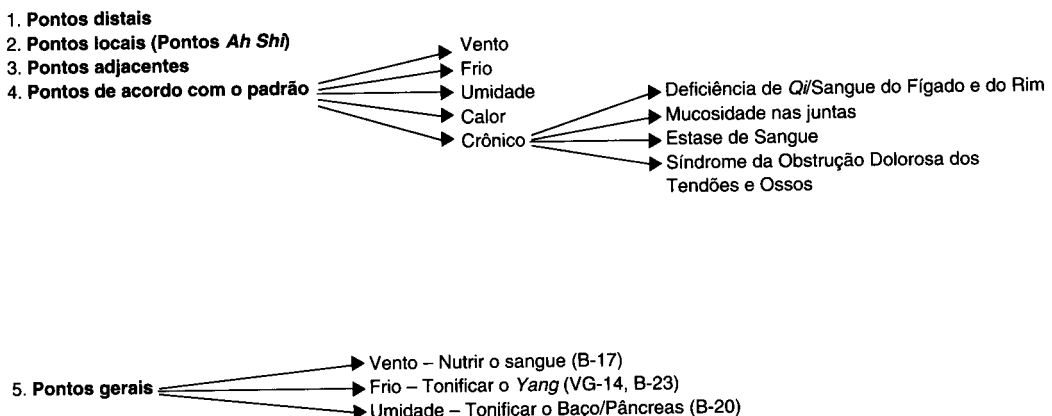 1. Pontos distais
2. Pontos locais (Pontos Ah Shi)
3. Pontos adjacentes
4. Pontos de acordo com o padrão
Vento
Frio
Umidade
Calor
Crônico
Deficiência de Qi/Sangue do Fígado e do Rim
Mucosidade nas juntas
Estase de Sangue
Síndrome da Obstrução Dolorosa dos
Tendões e Ossos
5. Pontos gerais
Vento – Nutrir o sangue (B-17)
Frio – Tonificar o Yang (VG-14, B-23)
Umidade – Tonificar o Baço/Pâncreas (B-20)